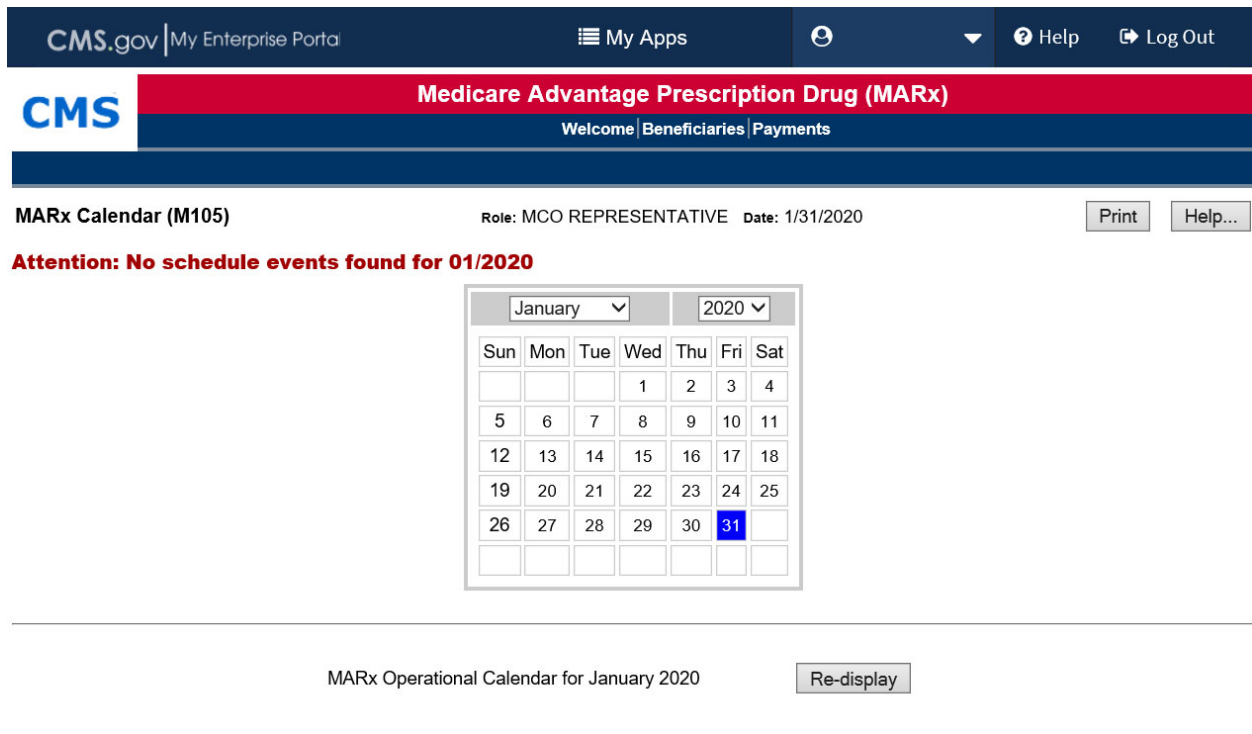 CMS.gov My Enterprise Portal My Apps Help Log Out
CMS
Medicare Advantage Prescription Drug (MARx)
Welcome|Beneficiaries|Payments
MARx Calendar (M105) Role: MCO REPRESENTATIVE Date: 1/31/2020 Print Help...
Attention: No schedule events found for 01/2020
January 2020
Sun Mon Tue Wed Thu Fri Sat
1 2 3 4
5 6 7 8 9 10 11
12 13 14 15 16 17 18
19 20 21 22 23 24 25
26 27 28 29 30 31
MARx Operational Calendar for January 2020 Re-display